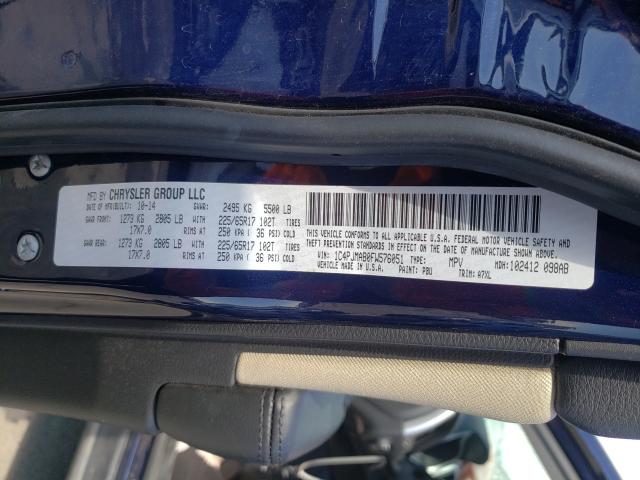 MFD BY CHRYSLER GROUP LLC
DATE OF MFR(BUILT): 10-14 GVWR: 2495 KG 5500 LB
GAWR FRONT: 1273 KG 2805 LB WITH 225/65R17 102T TIRES
17X7.0 RIMS AT 250 KPA ( 36 PSI) COLD
GAWR REAR: 1273 KG 2805 LB WITH 225/65R17 102T TIRES
17X7.0 RIMS AT 250 KPA ( 36 PSI) COLD
THIS VEHICLE CONFORMS TO ALL APPLICABLE U.S.A. FEDERAL MOTOR VEHICLE SAFETY AND
THEFT PREVENTION STANDARDS IN EFFECT ON THE DATE OF MANUFACTURE SHOWN ABOVE.
VIN: 1C4PJMAB0FW576051 TYPE: MPV MDH: 102412 098AB
VEHICLE MADE IN U.S.A. PAINT: PBU TRIM: A7XL